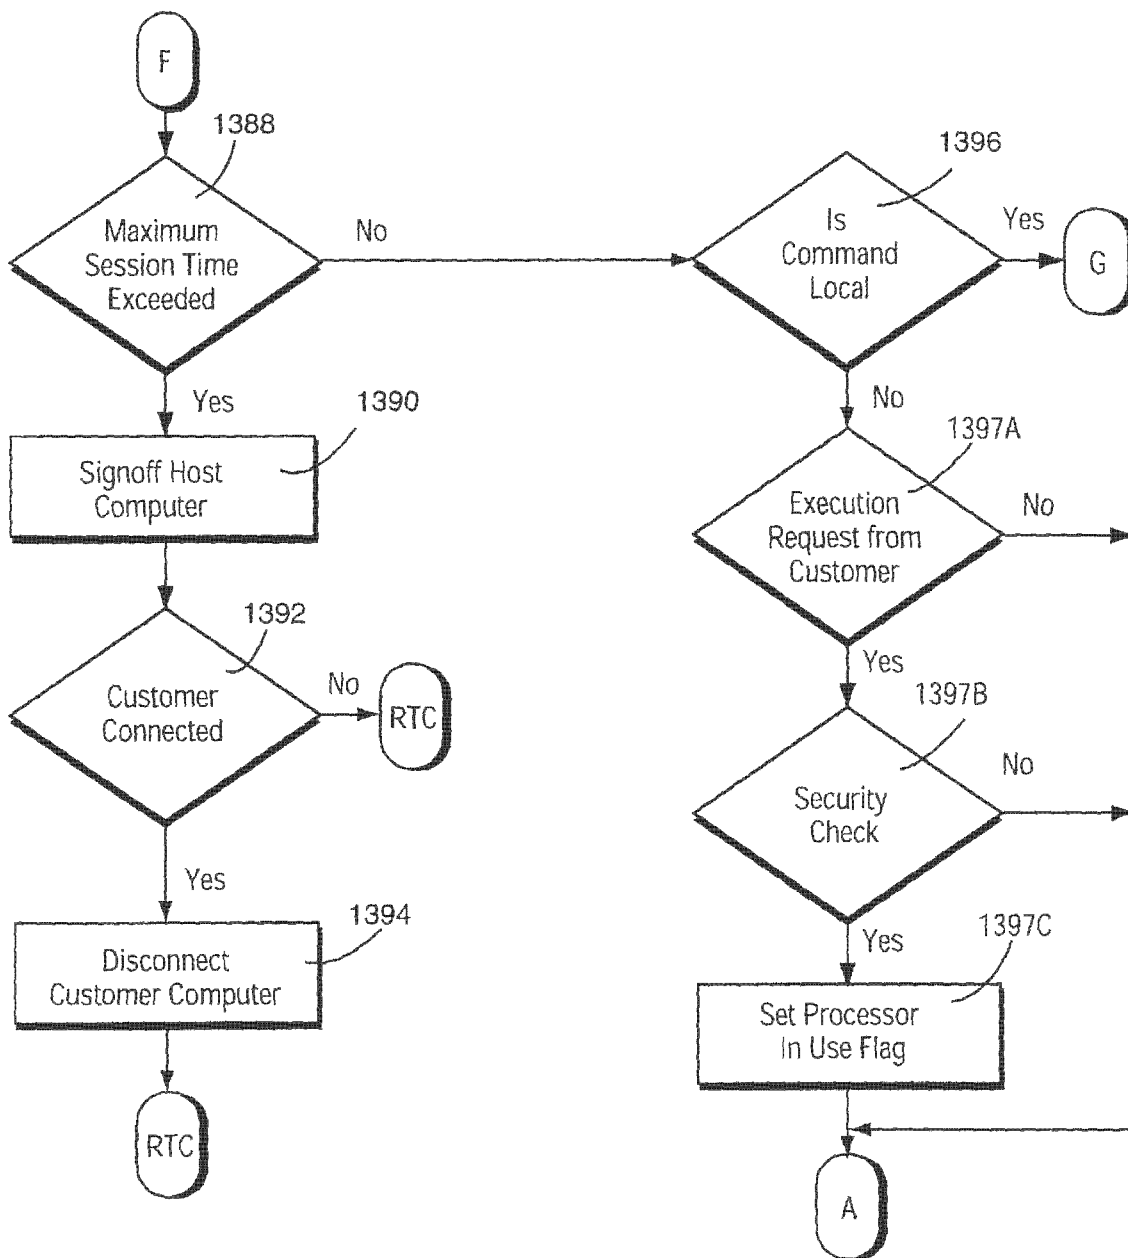 F
1388
Maximum
Session Time
Exceeded
No
Yes
1390
Signoff Host
Computer
1392
Customer
Connected
No
RTC
Yes
1394
Disconnect
Customer Computer
RTC
1396
Is
Command
Local
Yes
G
No
1397A
Execution
Request from
Customer
No
Yes
1397B
Security
Check
No
Yes
1397C
Set Processor
In Use Flag
A